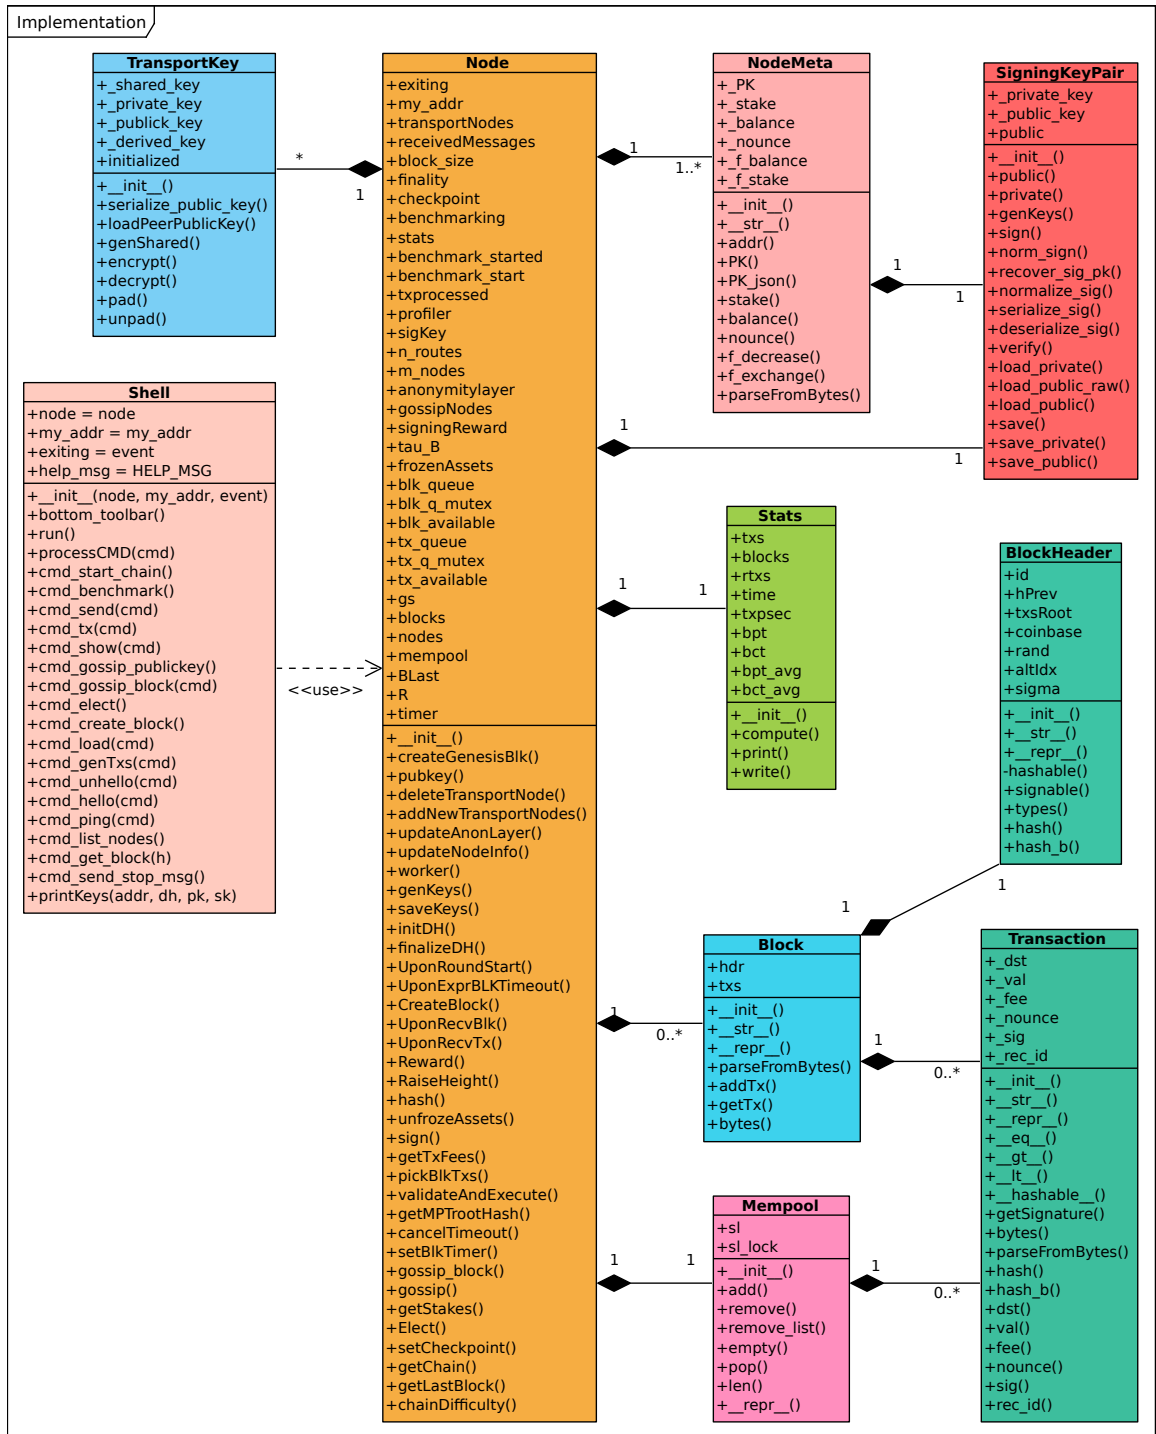 Implementation
TransportKey
+_shared_key
+_private_key
+_publick_key
+_derived_key
+initialized
+__init__()
+serialize_public_key()
+loadPeerPublicKey()
+genShared()
+encrypt()
+decrypt()
+pad()
+unpad()
*
1
Shell
+node = node
+my_addr = my_addr
+exiting = event
+help_msg = HELP_MSG
+__init__(node, my_addr, event)
+bottom_toolbar()
+run()
+processCMD(cmd)
+cmd_start_chain()
+cmd_benchmark()
+cmd_send(cmd)
+cmd_tx(cmd)
+cmd_show(cmd)
+cmd_gossip_publickey()
+cmd_gossip_block(cmd)
+cmd_elect()
+cmd_create_block()
+cmd_load(cmd)
+cmd_genTxs(cmd)
+cmd_unhello(cmd)
+cmd_hello(cmd)
+cmd_ping(cmd)
+cmd_list_nodes()
+cmd_get_block(h)
+cmd_send_stop_msg()
+printKeys(addr, dh, pk, sk)
<<use>>
Node
+exiting
+my_addr
+transportNodes
+receivedMessages
+block_size
+finality
+checkpoint
+benchmarking
+stats
+benchmark_started
+benchmark_start
+txprocessed
+profiler
+sigKey
+n_routes
+m_nodes
+anonymitylayer
+gossipNodes
+signingReward
+tau_B
+frozenAssets
+blk_queue
+blk_q_mutex
+blk_available
+tx_queue
+tx_q_mutex
+tx_available
+gs
+blocks
+nodes
+mempool
+BLast
+R
+timer
+__init__()
+createGenesisBlk()
+pubkey()
+deleteTransportNode()
+addNewTransportNodes()
+updateAnonLayer()
+updateNodeInfo()
+worker()
+genKeys()
+saveKeys()
+initDH()
+finalizeDH()
+UponRoundStart()
+UponExprBLKTimeout()
+CreateBlock()
+UponRecvBlk()
+UponRecvTx()
+Reward()
+RaiseHeight()
+hash()
+unfrozeAssets()
+sign()
+getTxFees()
+pickBlkTxs()
+validateAndExecute()
+getMPTrootHash()
+cancelTimeout()
+setBlkTimer()
+gossip_block()
+gossip()
+getStakes()
+Elect()
+setCheckpoint()
+getChain()
+getLastBlock()
+chainDifficulty()
1
1..*
NodeMeta
+_PK
+_stake
+_balance
+_nounce
+_f_balance
+_f_stake
+__init__()
+__str__()
+addr()
+PK()
+PK_json()
+stake()
+balance()
+nounce()
+f_decrease()
+f_exchange()
+parseFromBytes()
1
1
SigningKeyPair
+_private_key
+_public_key
+public
+__init__()
+public()
+private()
+genKeys()
+sign()
+norm_sign()
+recover_sig_pk()
+normalize_sig()
+serialize_sig()
+deserialize_sig()
+verify()
+load_private()
+load_public_raw()
+load_public()
+save()
+save_private()
+save_public()
1
1
1
1
Stats
+txs
+blocks
+rtxs
+time
+txpsec
+bpt
+bct
+bpt_avg
+bct_avg
+__init__()
+compute()
+print()
+write()
BlockHeader
+id
+hPrev
+txsRoot
+coinbase
+rand
+altIdx
+sigma
+__init__()
+__str__()
+__repr__()
-hashable()
+signable()
+types()
+hash()
+hash_b()
1
1
Block
+hdr
+txs
+__init__()
+__str__()
+__repr__()
+parseFromBytes()
+addTx()
+getTx()
+bytes()
1
0..*
1
0..*
Transaction
+_dst
+_val
+_fee
+_nounce
+_sig
+_rec_id
+__init__()
+__str__()
+__repr__()
+__eq__()
+__gt__()
+__lt__()
+__hashable__()
+getSignature()
+bytes()
+parseFromBytes()
+hash()
+hash_b()
+dst()
+val()
+fee()
+nounce()
+sig()
+rec_id()
Mempool
+sl
+sl_lock
+__init__()
+add()
+remove()
+remove_list()
+empty()
+pop()
+len()
+__repr__()
1
1
1
0..*